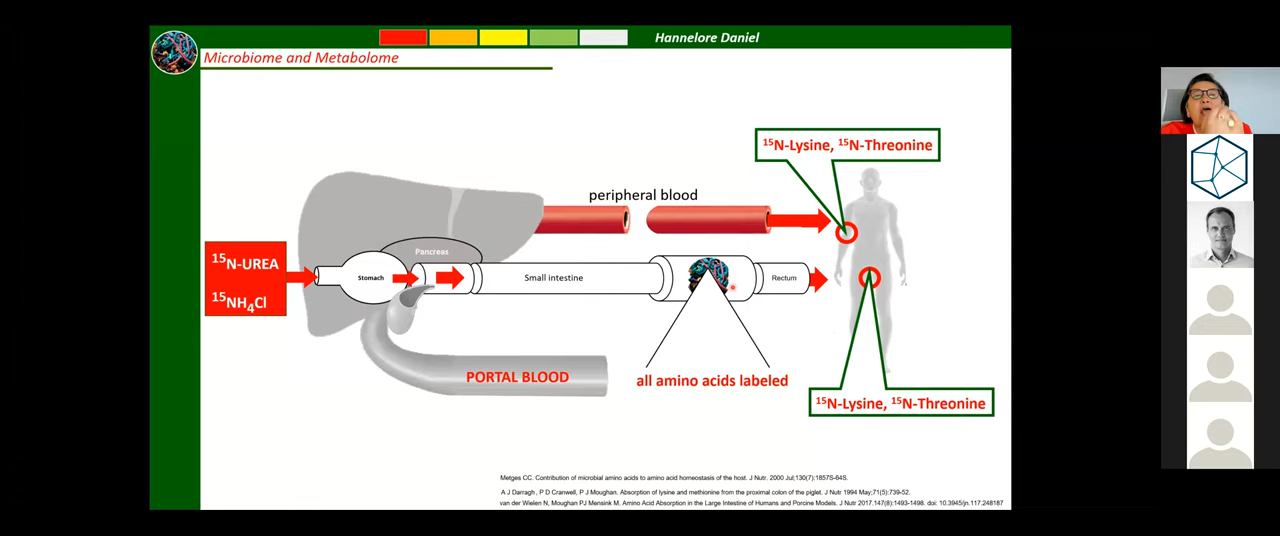 Hannelore Daniel
Microbiome and Metabolome
¹⁵N-Lysine, ¹⁵N-Threonine
peripheral blood
Pancreas
¹⁵N-UREA
¹⁵NH₄Cl
Stomach
Small intestine
Rectum
PORTAL BLOOD
all amino acids labeled
¹⁵N-Lysine, ¹⁵N-Threonine
Metges CC. Contribution of microbial amino acids to amino acid homeostasis of the host. J Nutr. 2000 Jul;130(7):1857S-64S.
A J Darragh , P D Cranwell, P J Moughan. Absorption of lysine and methionine from the proximal colon of the piglet. J Nutr 1994 May;71(5):739-52.
van der Wielen N, Moughan PJ Mensink M. Amino Acid Absorption in the Large Intestine of Humans and Porcine Models. J Nutr 2017.147(8):1493-1498. doi: 10.3945/jn.117.248187